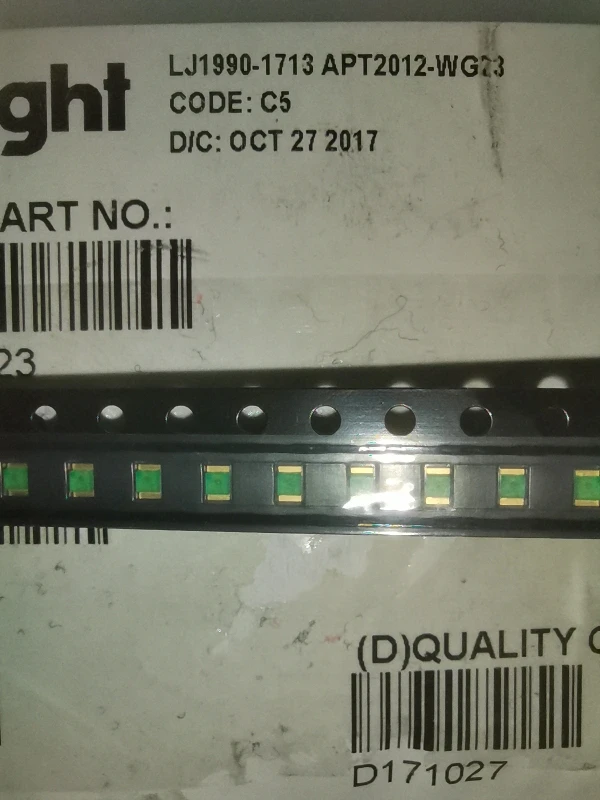 ght
LJ1990-1713 APT2012-WG23
CODE: C5
D/C: OCT 27 2017
ART NO.:
23
(D)QUALITY
D171027